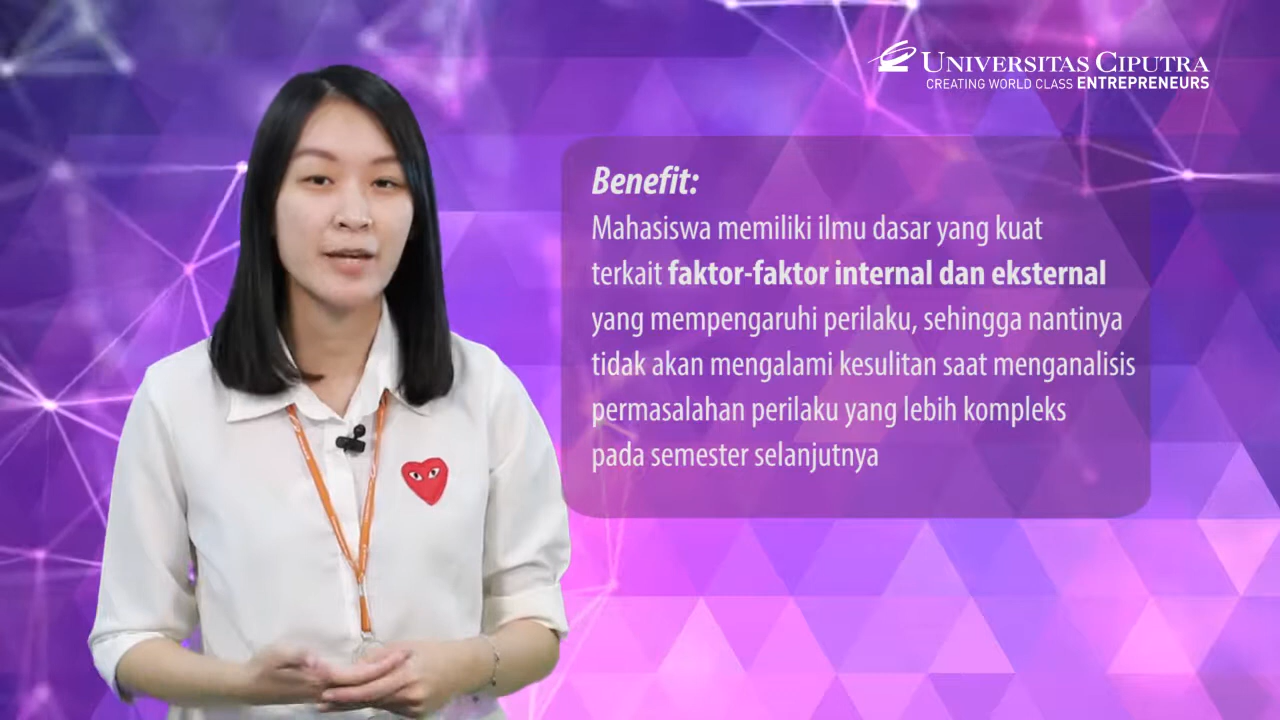 UNIVERSITAS CIPUTRA
CREATING WORLD CLASS ENTREPRENEURS
Benefit:
Mahasiswa memiliki ilmu dasar yang kuat
terkait faktor-faktor internal dan eksternal
yang mempengaruhi perilaku, sehingga nantinya
tidak akan mengalami kesulitan saat menganalisis
permasalahan perilaku yang lebih kompleks
pada semester selanjutnya